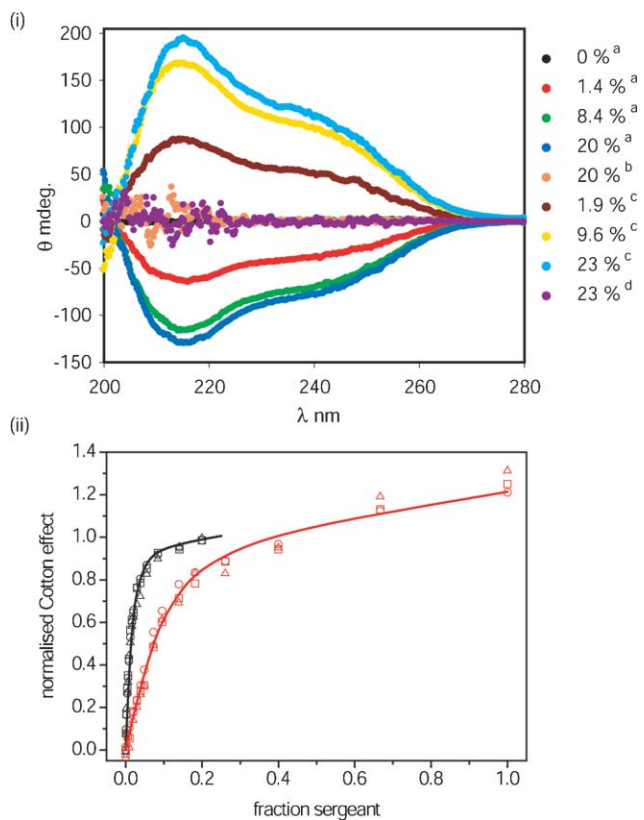 (i)
200
150
100
50
0
-50
-100
-150
θ mdeg.
200 220 240 260 280
λ nm
0 % a
1.4 % a
8.4 % a
20 % a
20 % b
1.9 % c
9.6 % c
23 % c
23 % d
(ii)
1.4
1.2
1.0
0.8
0.6
0.4
0.2
0.0
normalised Cotton effect
0.0 0.2 0.4 0.6 0.8 1.0
fraction sergeant